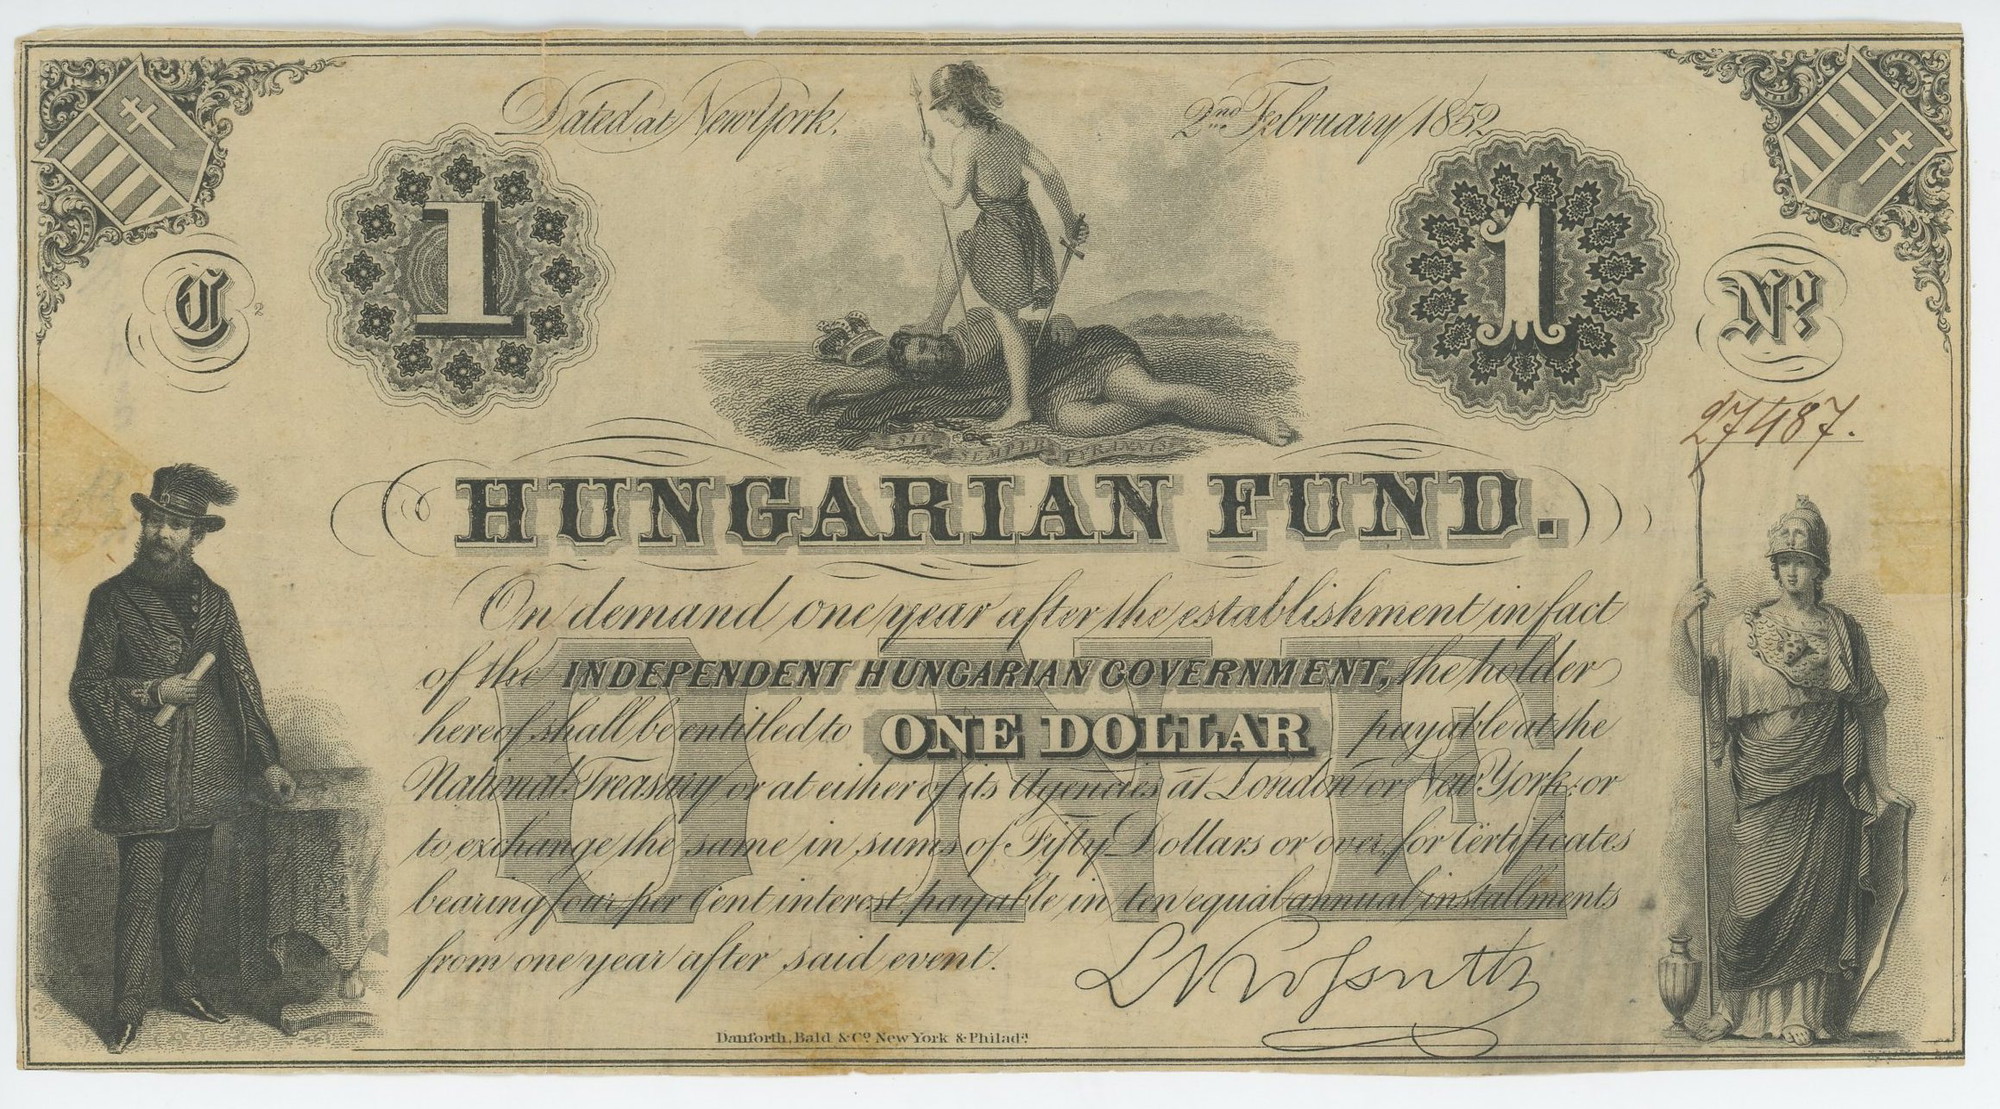 Dated at New York.
2nd February 1852
C
2
1
1
No
27487.
SIC SEMPER TYRANNIS
HUNGARIAN FUND.
On demand one year after the establishment in fact
of the INDEPENDENT HUNGARIAN GOVERNMENT, the holder
hereof shall be entitled to ONE DOLLAR payable at the
National Treasury or at either of its Agencies at London or New York; or
to exchange the same in sums of Fifty Dollars or over, for Certificates
bearing four per Cent interest, payable in ten equal annual installments
from one year after said event.
ONE
L Kossuth
Danforth, Bald & Co. New York & Philada.